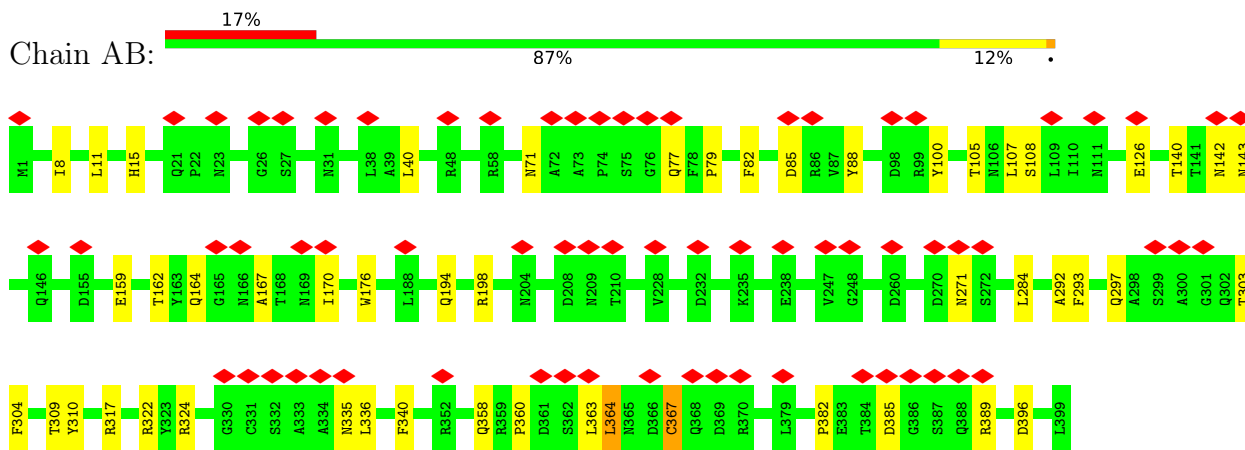 17%
Chain AB:
87%
12%
•
M1 I8 L11 H15 Q21 P22 N23 G26 S27 N31 L38 A39 L40 R48 R58 N71 A72 A73 P74 S75 G76 Q77 F78 P79 F82 D85 R86 V87 Y88 D98 R99 Y100 T105 N106 L107 S108 L109 I110 N111 E126 T140 T141 N142 N143
Q146 D155 E159 T162 Y163 Q164 G165 N166 A167 T168 N169 I170 W176 L188 Q194 R198 N204 D208 N209 T210 V228 D232 K235 E238 V247 G248 D260 D270 N271 S272 L284 A292 F293 Q297 A298 S299 A300 G301 Q302 T303
F304 T309 Y310 R317 R322 Y323 R324 G330 C331 S332 A333 A334 N335 L336 F340 R352 Q358 R359 P360 D361 S362 L363 L364 N365 D366 C367 Q368 D369 R370 L379 P382 E383 T384 D385 G386 S387 Q388 R389 D396 L399